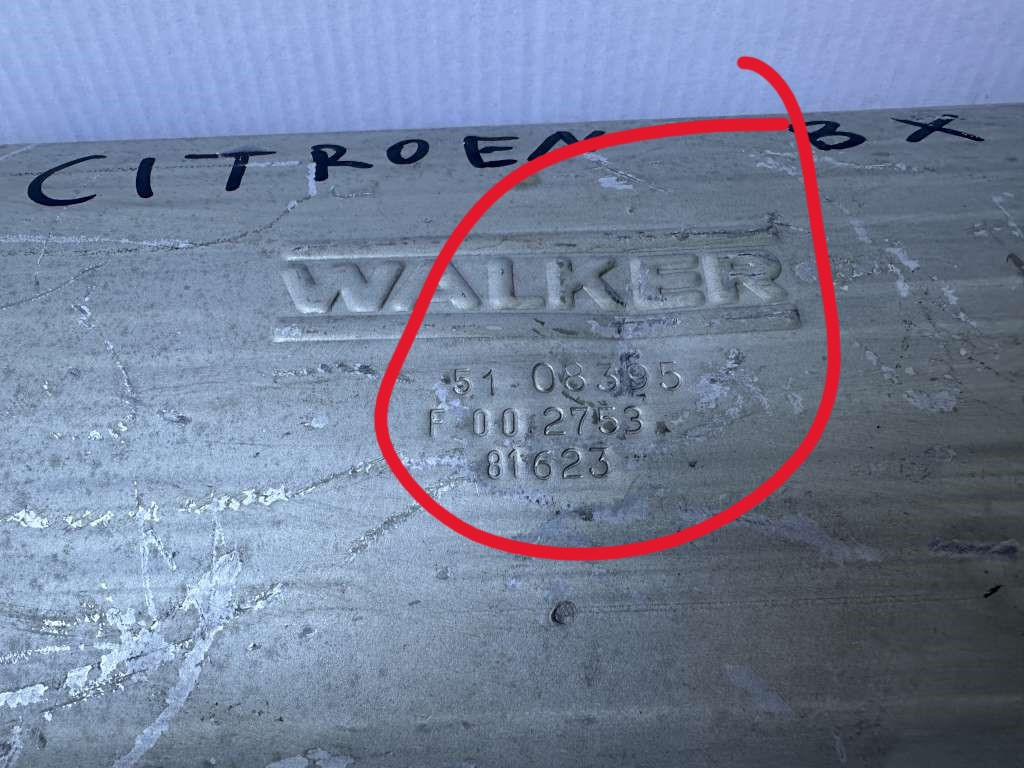 CITROEN BX
WALKER
51 08395
F 00 2753
81623